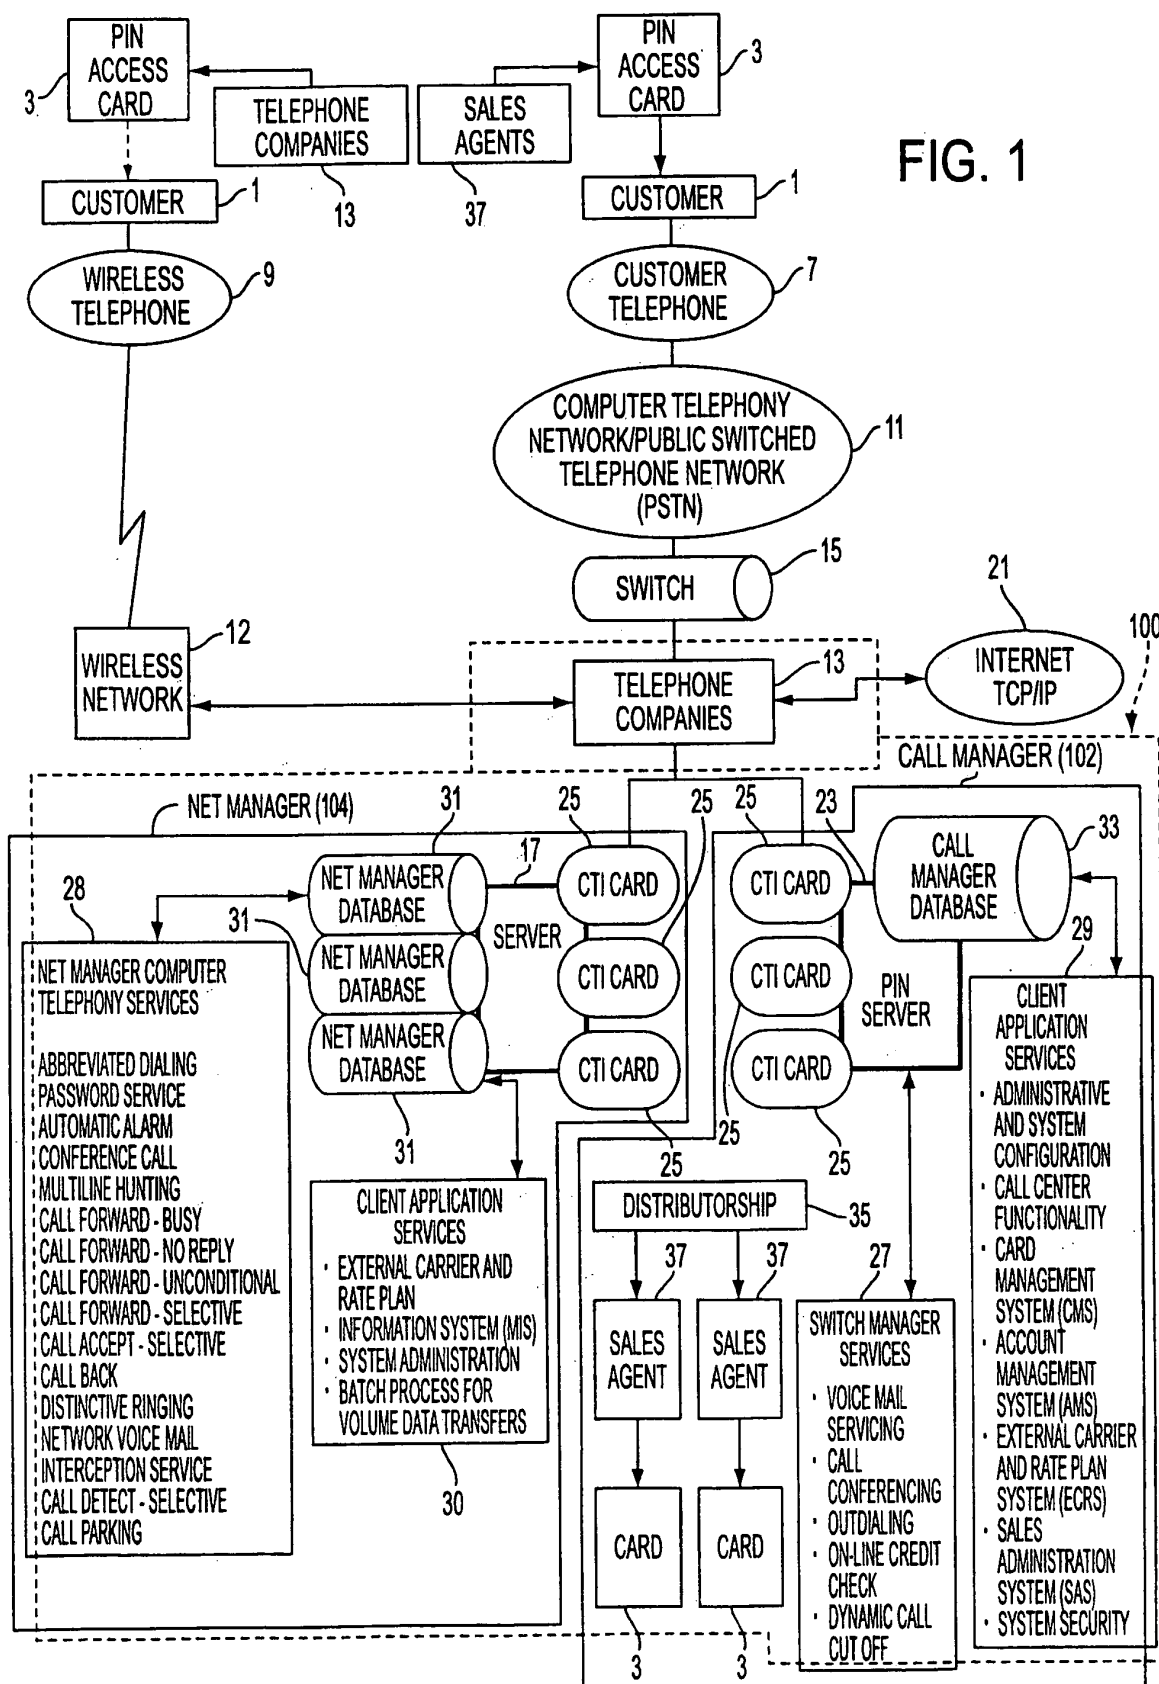 FIG. 1
PIN
ACCESS
CARD
3
TELEPHONE
COMPANIES
13
SALES
AGENTS
37
PIN
ACCESS
CARD
3
CUSTOMER
1
CUSTOMER
1
WIRELESS
TELEPHONE
9
CUSTOMER
TELEPHONE
7
COMPUTER TELEPHONY
NETWORK/PUBLIC SWITCHED
TELEPHONE NETWORK
(PSTN)
11
SWITCH
15
WIRELESS
NETWORK
12
TELEPHONE
COMPANIES
13
INTERNET
TCP/IP
21
100
NET MANAGER (104)
CALL MANAGER (102)
31
NET MANAGER
DATABASE
31
NET MANAGER
DATABASE
NET MANAGER
DATABASE
31
17
SERVER
25
CTI CARD
25
CTI CARD
CTI CARD
25
25
CTI CARD
CTI CARD
25
CTI CARD
25
23
CALL
MANAGER
DATABASE
33
PIN
SERVER
28
NET MANAGER COMPUTER
TELEPHONY SERVICES
ABBREVIATED DIALING
PASSWORD SERVICE
AUTOMATIC ALARM
CONFERENCE CALL
MULTILINE HUNTING
CALL FORWARD - BUSY
CALL FORWARD - NO REPLY
CALL FORWARD - UNCONDITIONAL
CALL FORWARD - SELECTIVE
CALL ACCEPT - SELECTIVE
CALL BACK
DISTINCTIVE RINGING
NETWORK VOICE MAIL
INTERCEPTION SERVICE
CALL DETECT - SELECTIVE
CALL PARKING
CLIENT APPLICATION
SERVICES
· EXTERNAL CARRIER AND
RATE PLAN
· INFORMATION SYSTEM (MIS)
· SYSTEM ADMINISTRATION
· BATCH PROCESS FOR
VOLUME DATA TRANSFERS
30
DISTRIBUTORSHIP
35
37
SALES
AGENT
37
SALES
AGENT
CARD
3
CARD
3
27
SWITCH MANAGER
SERVICES
· VOICE MAIL
SERVICING
· CALL
CONFERENCING
· OUTDIALING
· ON-LINE CREDIT
CHECK
· DYNAMIC CALL
CUT OFF
29
CLIENT
APPLICATION
SERVICES
· ADMINISTRATIVE
AND SYSTEM
CONFIGURATION
· CALL CENTER
FUNCTIONALITY
· CARD
MANAGEMENT
SYSTEM (CMS)
· ACCOUNT
MANAGEMENT
SYSTEM (AMS)
· EXTERNAL CARRIER
AND RATE PLAN
SYSTEM (ECRS)
· SALES
ADMINISTRATION
SYSTEM (SAS)
· SYSTEM SECURITY